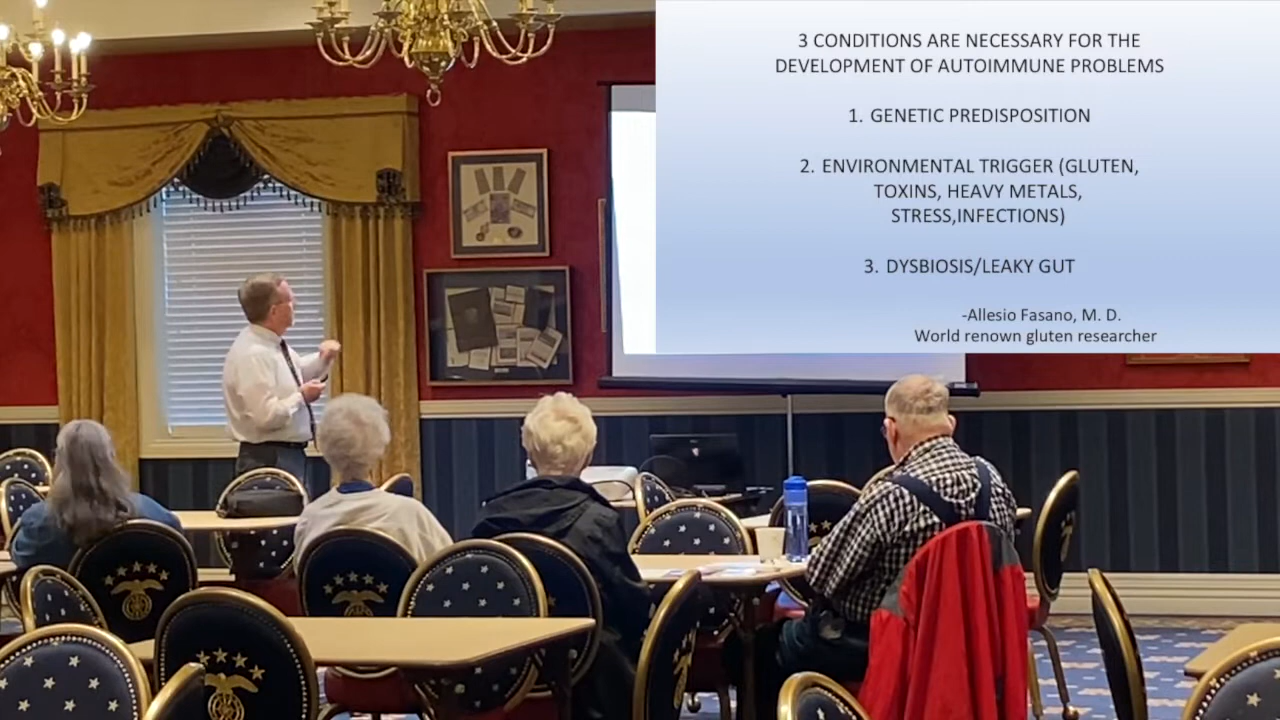 3 CONDITIONS ARE NECESSARY FOR THE
DEVELOPMENT OF AUTOIMMUNE PROBLEMS
1. GENETIC PREDISPOSITION
2. ENVIRONMENTAL TRIGGER (GLUTEN,
TOXINS, HEAVY METALS,
STRESS,INFECTIONS)
3. DYSBIOSIS/LEAKY GUT
-Allesio Fasano, M. D.
World renown gluten researcher